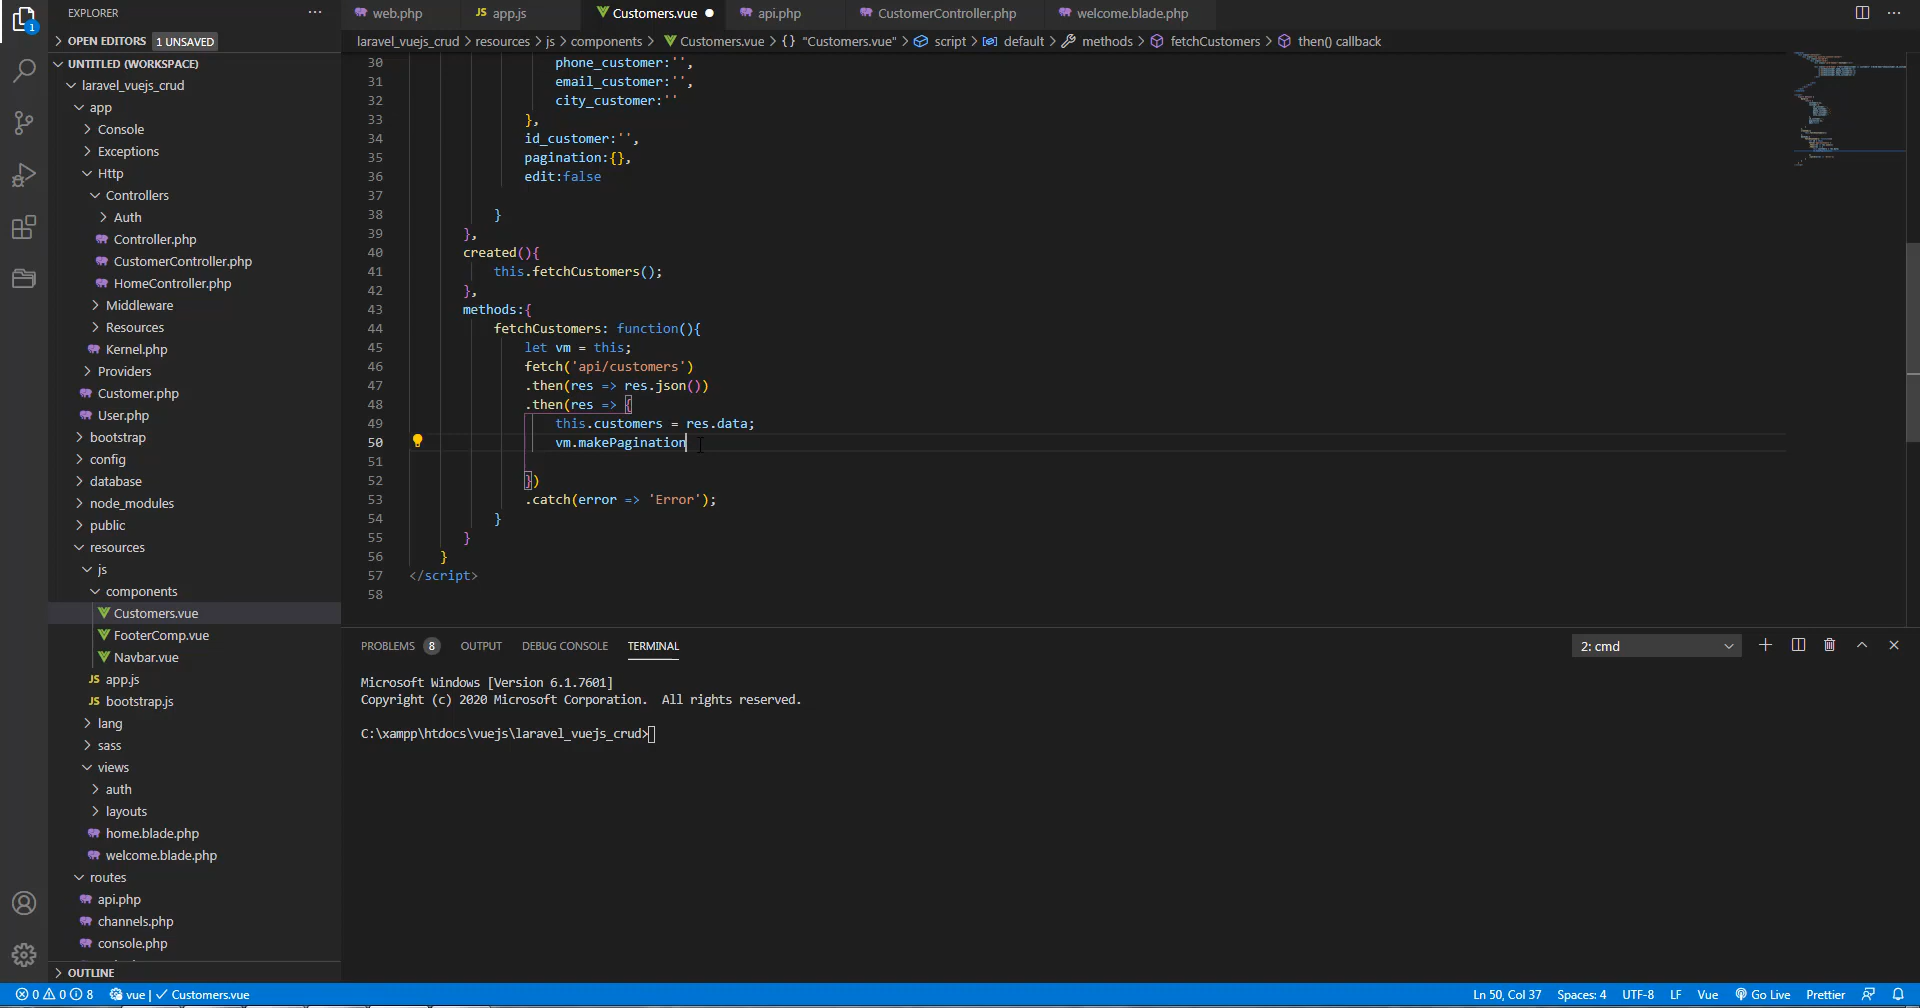 EXPLORER
web.php
app.js
Customers.vue
api.php
CustomerController.php
welcome.blade.php
1
OPEN EDITORS 1 UNSAVED
laravel_vuejs_crud > resources > js > components > Customers.vue > {} "Customers.vue" > script > default > methods > fetchCustomers > then() callback
UNTITLED (WORKSPACE)
laravel_vuejs_crud
app
Console
Exceptions
Http
Controllers
Auth
Controller.php
CustomerController.php
HomeController.php
Middleware
Resources
Kernel.php
Providers
Customer.php
User.php
bootstrap
config
database
node_modules
public
resources
js
components
Customers.vue
FooterComp.vue
Navbar.vue
app.js
bootstrap.js
lang
sass
views
auth
layouts
home.blade.php
welcome.blade.php
routes
api.php
channels.php
console.php
OUTLINE
30 phone_customer:'',
31 email_customer:'',
32 city_customer:''
33 },
34 id_customer:'',
35 pagination:{},
36 edit:false
37
38 }
39 },
40 created(){
41 this.fetchCustomers();
42 },
43 methods:{
44 fetchCustomers: function(){
45 let vm = this;
46 fetch('api/customers')
47 .then(res => res.json())
48 .then(res => {
49 this.customers = res.data;
50 vm.makePagination
51
52 })
53 .catch(error => 'Error');
54 }
55 }
56 }
57 </script>
58
PROBLEMS 8 OUTPUT DEBUG CONSOLE TERMINAL 2: cmd
Microsoft Windows [Version 6.1.7601]
Copyright (c) 2020 Microsoft Corporation. All rights reserved.
C:\xampp\htdocs\vuejs\laravel_vuejs_crud>
0 0 8 vue | Customers.vue Ln 50, Col 37 Spaces: 4 UTF-8 LF Vue Go Live Prettier